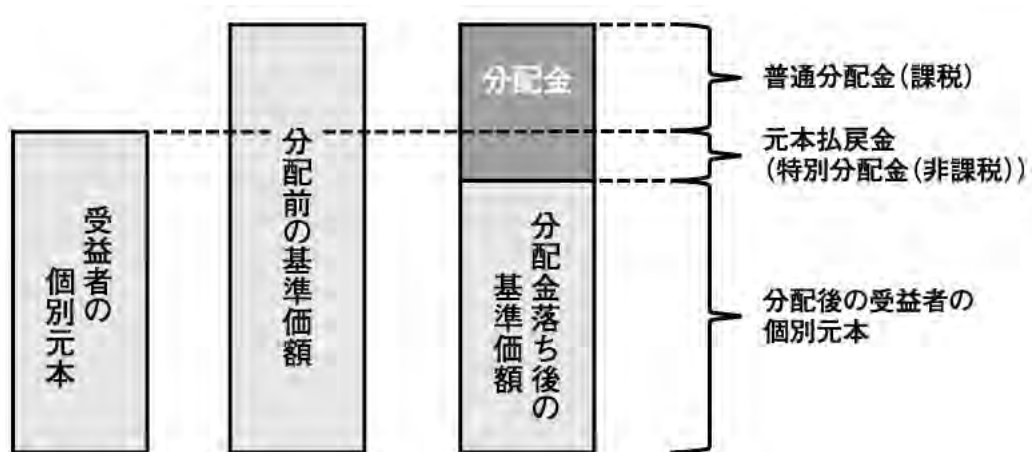 受益者の
個別元本
分配前の基準価額
分配金
分配金落ち後の
基準価額
普通分配金(課税)
元本払戻金
(特別分配金(非課税))
分配後の受益者の
個別元本